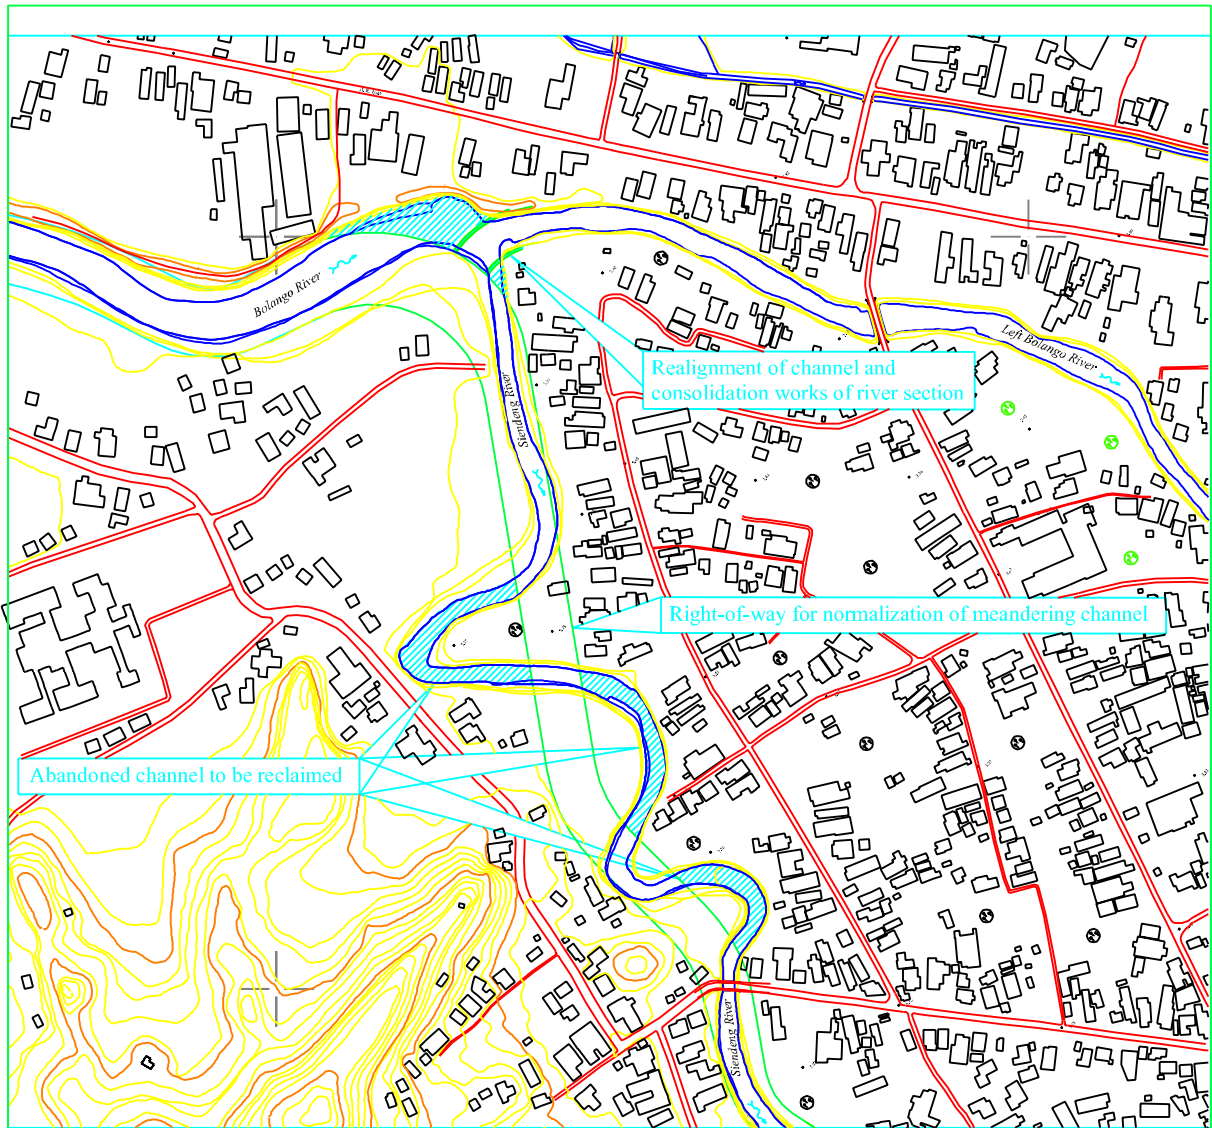 Bolango River
Left Bolango River
Realignment of channel and
consolidation works of river section
Siendeng River
Right-of-way for normalization of meandering channel
Abandoned channel to be reclaimed
Siendeng River